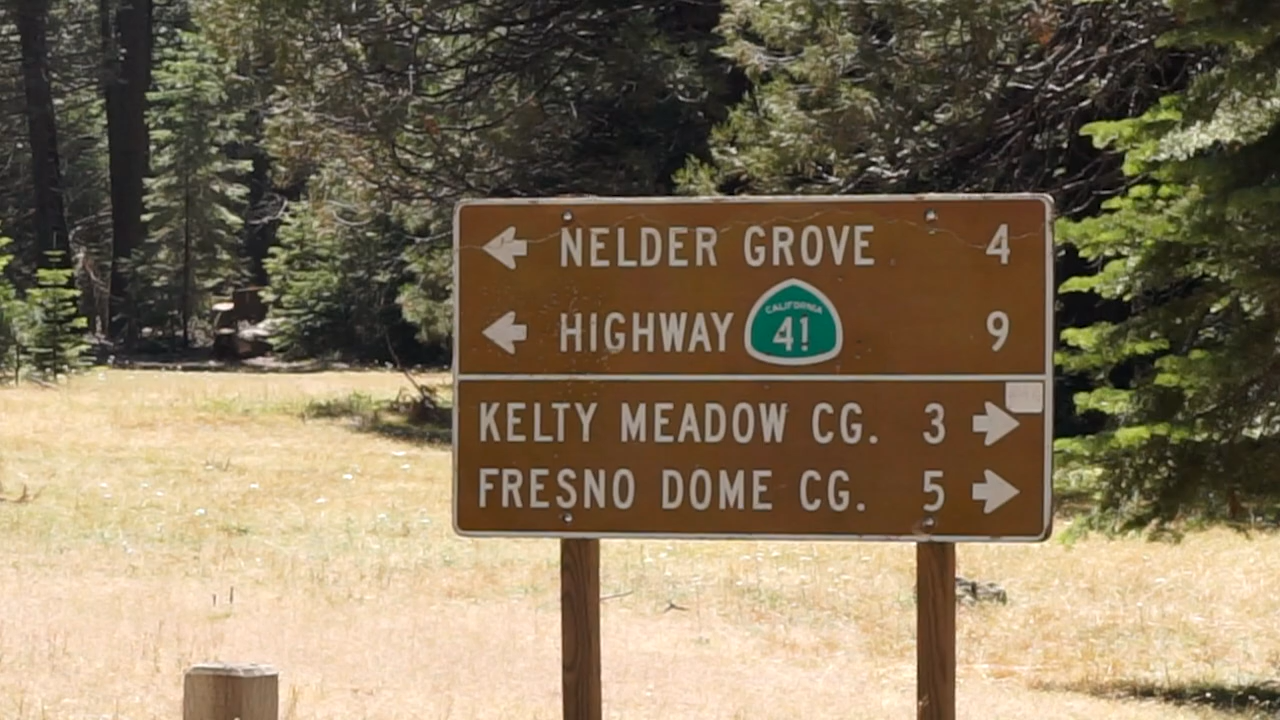 NELDER GROVE 4
CALIFORNIA
HIGHWAY 41 9
KELTY MEADOW CG. 3
FRESNO DOME CG. 5